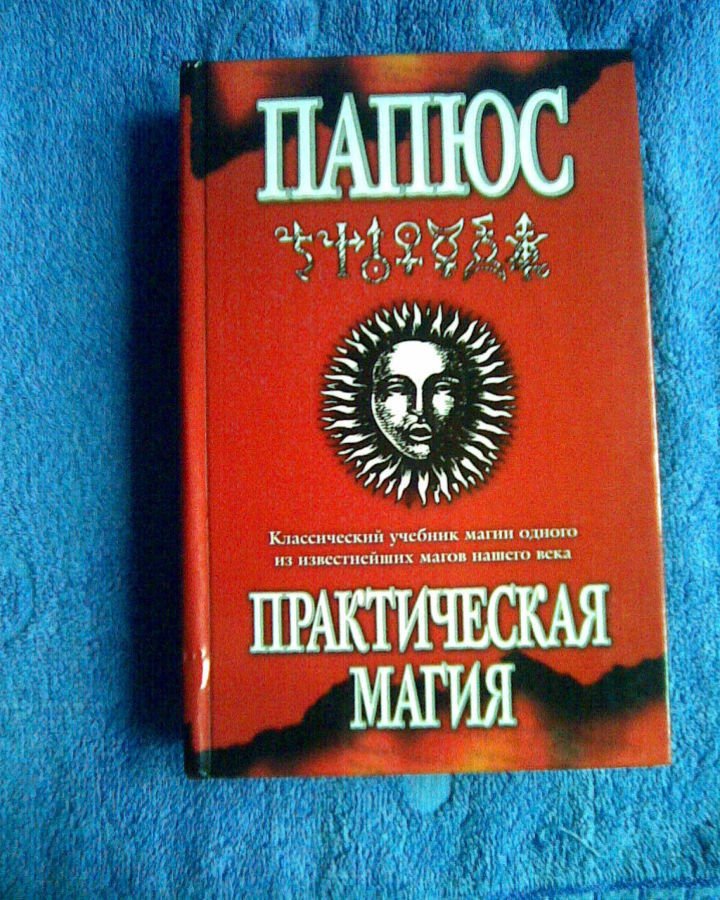 ПАПЮС
Классический учебник магии одного
из известнейших магов нашего века
ПРАКТИЧЕСКАЯ
МАГИЯ